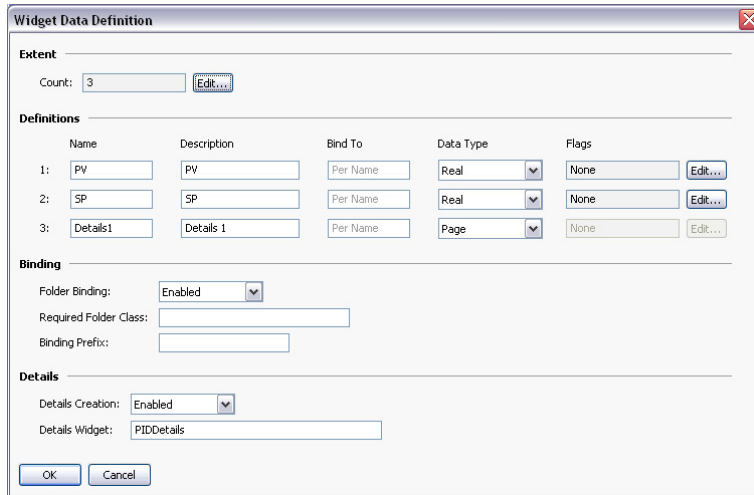 Widget Data Definition
Extent
Count: 3 Edit...
Definitions
Name Description Bind To Data Type Flags
1: PV PV Per Name Real None Edit...
2: SP SP Per Name Real None Edit...
3: Details1 Details 1 Per Name Page None Edit...
Binding
Folder Binding: Enabled
Required Folder Class:
Binding Prefix:
Details
Details Creation: Enabled
Details Widget: PIDDetails
OK Cancel